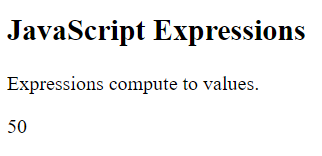 JavaScript Expressions
Expressions compute to values.
50